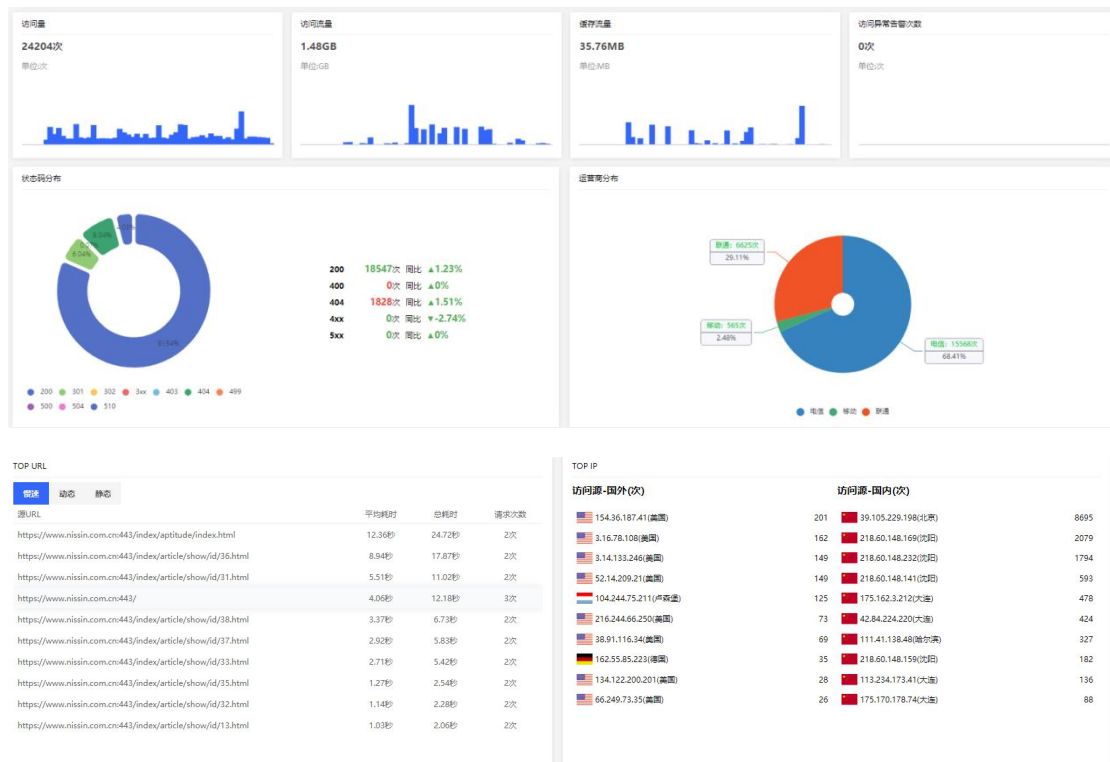 访问量
24204次
单位:次
访问流量
1.48GB
单位:GB
缓存流量
35.76MB
单位:MB
访问异常告警次数
0次
单位:次
状态码分布
6.04%
8.04%
200 18547次 同比 ▲1.23%
400 0次 同比 ▲0%
404 1828次 同比 ▲1.51%
4xx 0次 同比 ▼-2.74%
5xx 0次 同比 ▲0%
200 301 302 3xx 403 404 499
500 504 510
运营商分布
联通: 6625次
29.11%
移动: 565次
2.48%
电信: 15568次
68.41%
电信 移动 联通
TOP URL
慢速 动态 静态
源URL 平均耗时 总耗时 请求次数
https://www.nissin.com.cn:443/index/aptitude/index.html 12.36秒 24.72秒 2次
https://www.nissin.com.cn:443/index/article/show/id/36.html 8.94秒 17.87秒 2次
https://www.nissin.com.cn:443/index/article/show/id/31.html 5.51秒 11.02秒 2次
https://www.nissin.com.cn:443/ 4.06秒 12.18秒 3次
https://www.nissin.com.cn:443/index/article/show/id/38.html 3.37秒 6.73秒 2次
https://www.nissin.com.cn:443/index/article/show/id/37.html 2.92秒 5.83秒 2次
https://www.nissin.com.cn:443/index/article/show/id/33.html 2.71秒 5.42秒 2次
https://www.nissin.com.cn:443/index/article/show/id/35.html 1.27秒 2.54秒 2次
https://www.nissin.com.cn:443/index/article/show/id/32.html 1.14秒 2.28秒 2次
https://www.nissin.com.cn:443/index/article/show/id/13.html 1.03秒 2.06秒 2次
TOP IP
访问源-国外(次)
154.36.187.41(美国) 201
3.16.78.108(美国) 162
3.14.133.246(美国) 149
52.14.209.21(美国) 149
104.244.75.211(卢森堡) 125
216.244.66.250(美国) 73
38.91.116.34(美国) 69
162.55.85.223(德国) 35
134.122.200.201(美国) 28
66.249.73.35(美国) 26
访问源-国内(次)
39.105.229.198(北京) 8695
218.60.148.169(沈阳) 2079
218.60.148.232(沈阳) 1794
218.60.148.141(沈阳) 593
175.162.3.212(大连) 478
42.84.224.220(大连) 424
111.41.138.48(哈尔滨) 327
218.60.148.159(沈阳) 182
113.234.173.41(大连) 136
175.170.178.74(大连) 88